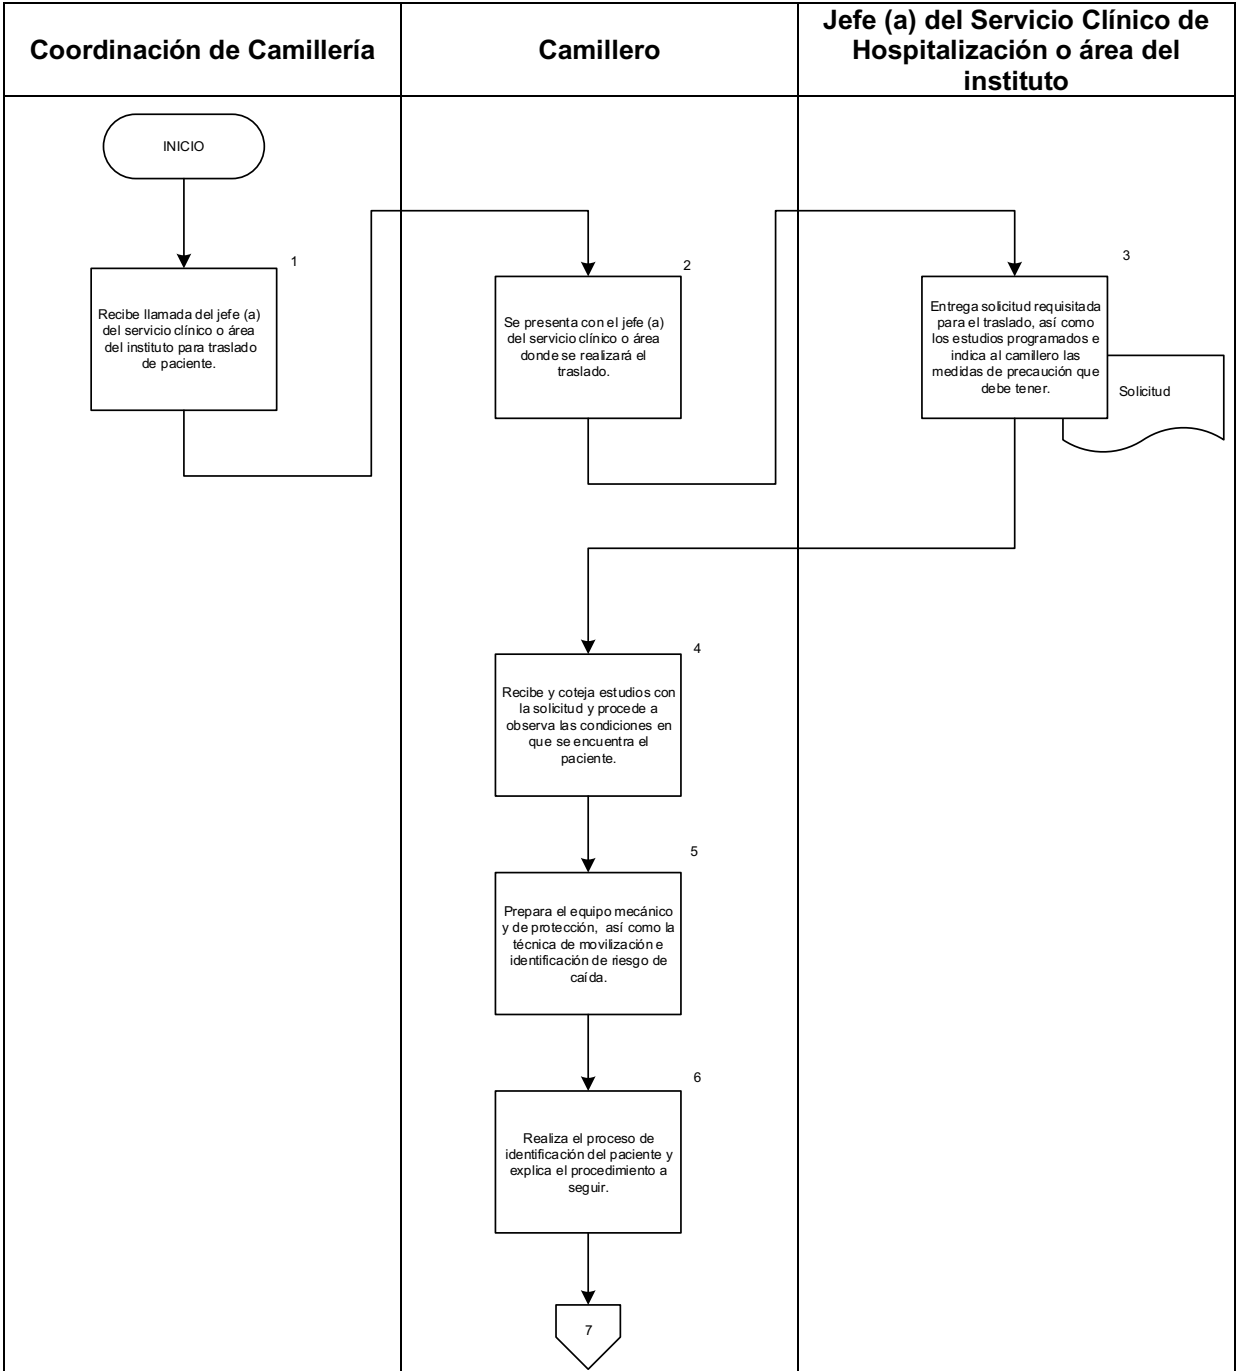 Coordinación de Camillería
Camillero
Jefe (a) del Servicio Clínico de
Hospitalización o área del
instituto
INICIO
1
Recibe llamada del jefe (a)
del servicio clínico o área
del instituto para traslado
de paciente.
2
Se presenta con el jefe (a)
del servicio clínico o área
donde se realizará el
traslado.
3
Entrega solicitud requisitada
para el traslado, así como
los estudios programados e
indica al camillero las
medidas de precaución que
debe tener.
Solicitud
4
Recibe y coteja estudios con
la solicitud y procede a
observa las condiciones en
que se encuentra el
paciente.
5
Prepara el equipo mecánico
y de protección, así como la
técnica de movilización e
identificación de riesgo de
caída.
6
Realiza el proceso de
identificación del paciente y
explica el procedimiento a
seguir.
7